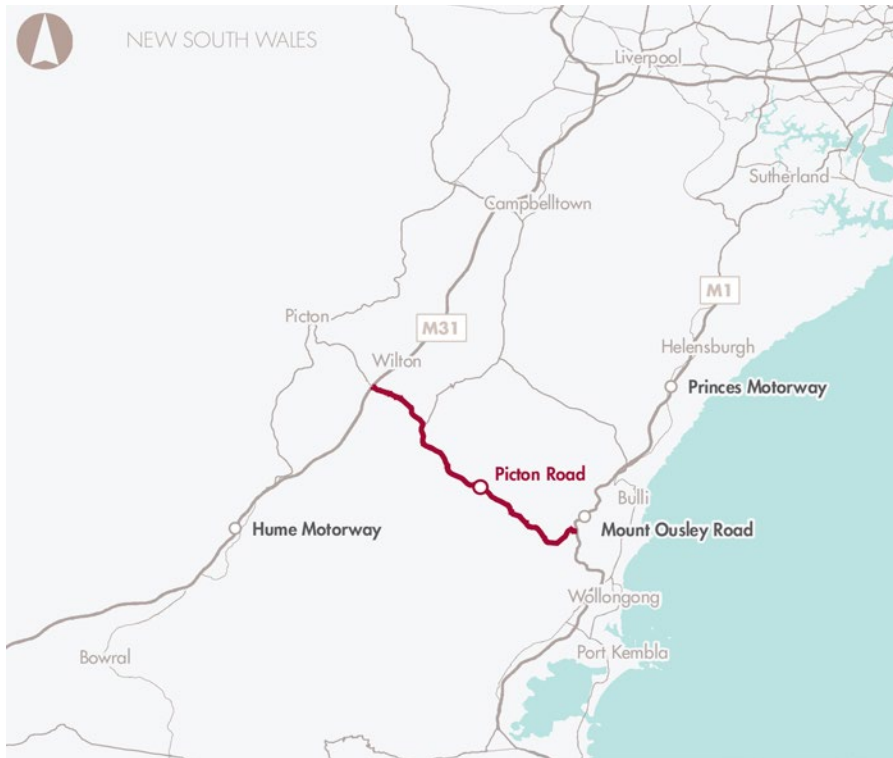 NEW SOUTH WALES
Liverpool
Sutherland
Campbelltown
M1
Picton
M31
Helensburgh
Wilton
Princes Motorway
Picton Road
Bulli
Hume Motorway
Mount Ousley Road
Wollongong
Port Kembla
Bowral